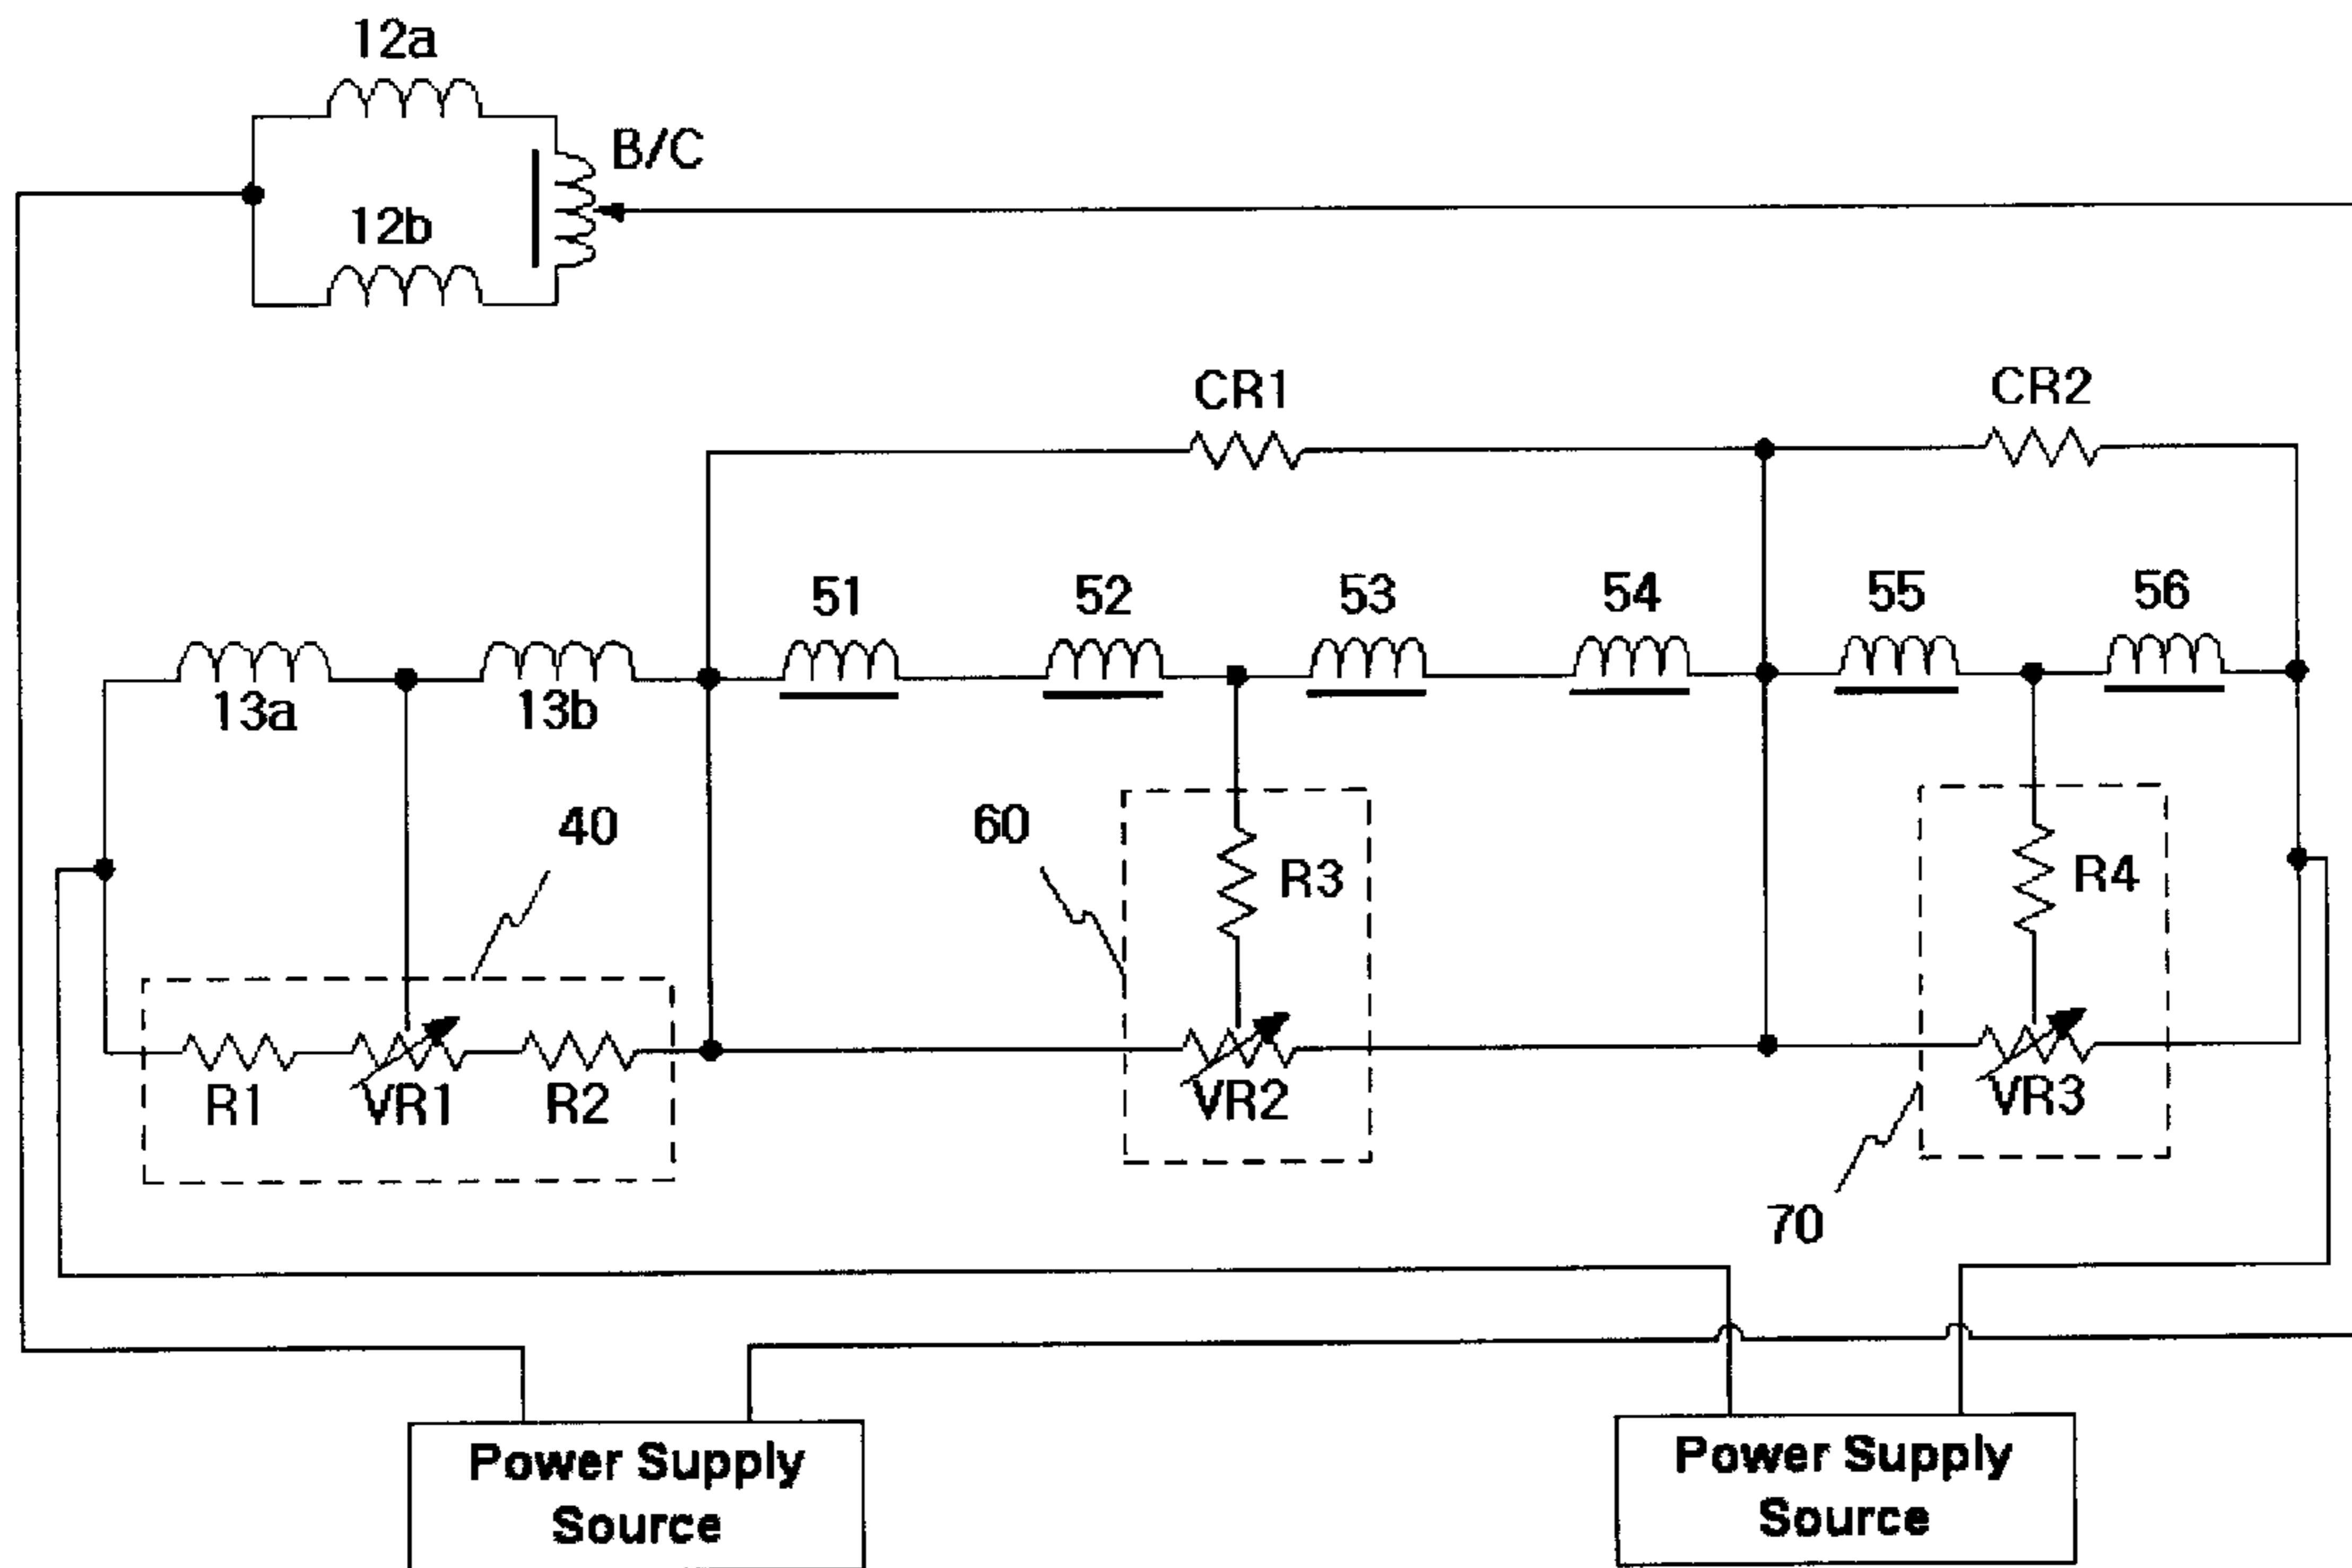 12a
B/C
12b
CR1
CR2
51
52
53
54
55
56
13a
13b
40
60
R3
R4
R1
VR1
R2
VR2
VR3
70
Power Supply
Source
Power Supply
Source